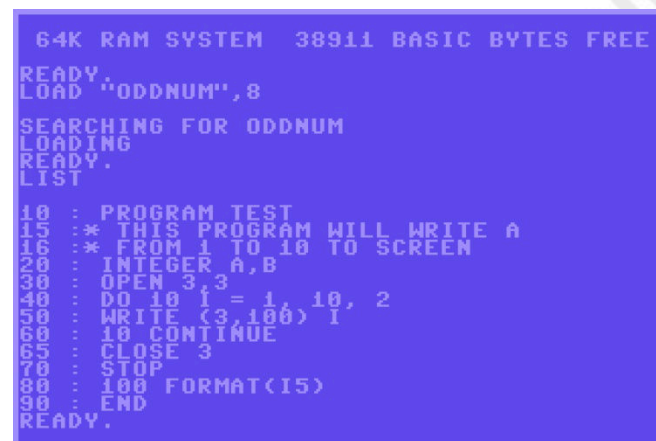 64K RAM SYSTEM  38911 BASIC BYTES FREE
READY.
LOAD "ODDNUM",8
SEARCHING FOR ODDNUM
LOADING
READY.
LIST
10 : PROGRAM TEST
15 :* THIS PROGRAM WILL WRITE A
16 :* FROM 1 TO 10 TO SCREEN
20 : INTEGER A,B
30 : OPEN 3,3
40 : DO 10 I = 1, 10, 2
50 : WRITE (3,100) I
60 : 10 CONTINUE
65 : CLOSE 3
70 : STOP
80 : 100 FORMAT(I5)
90 : END
READY.